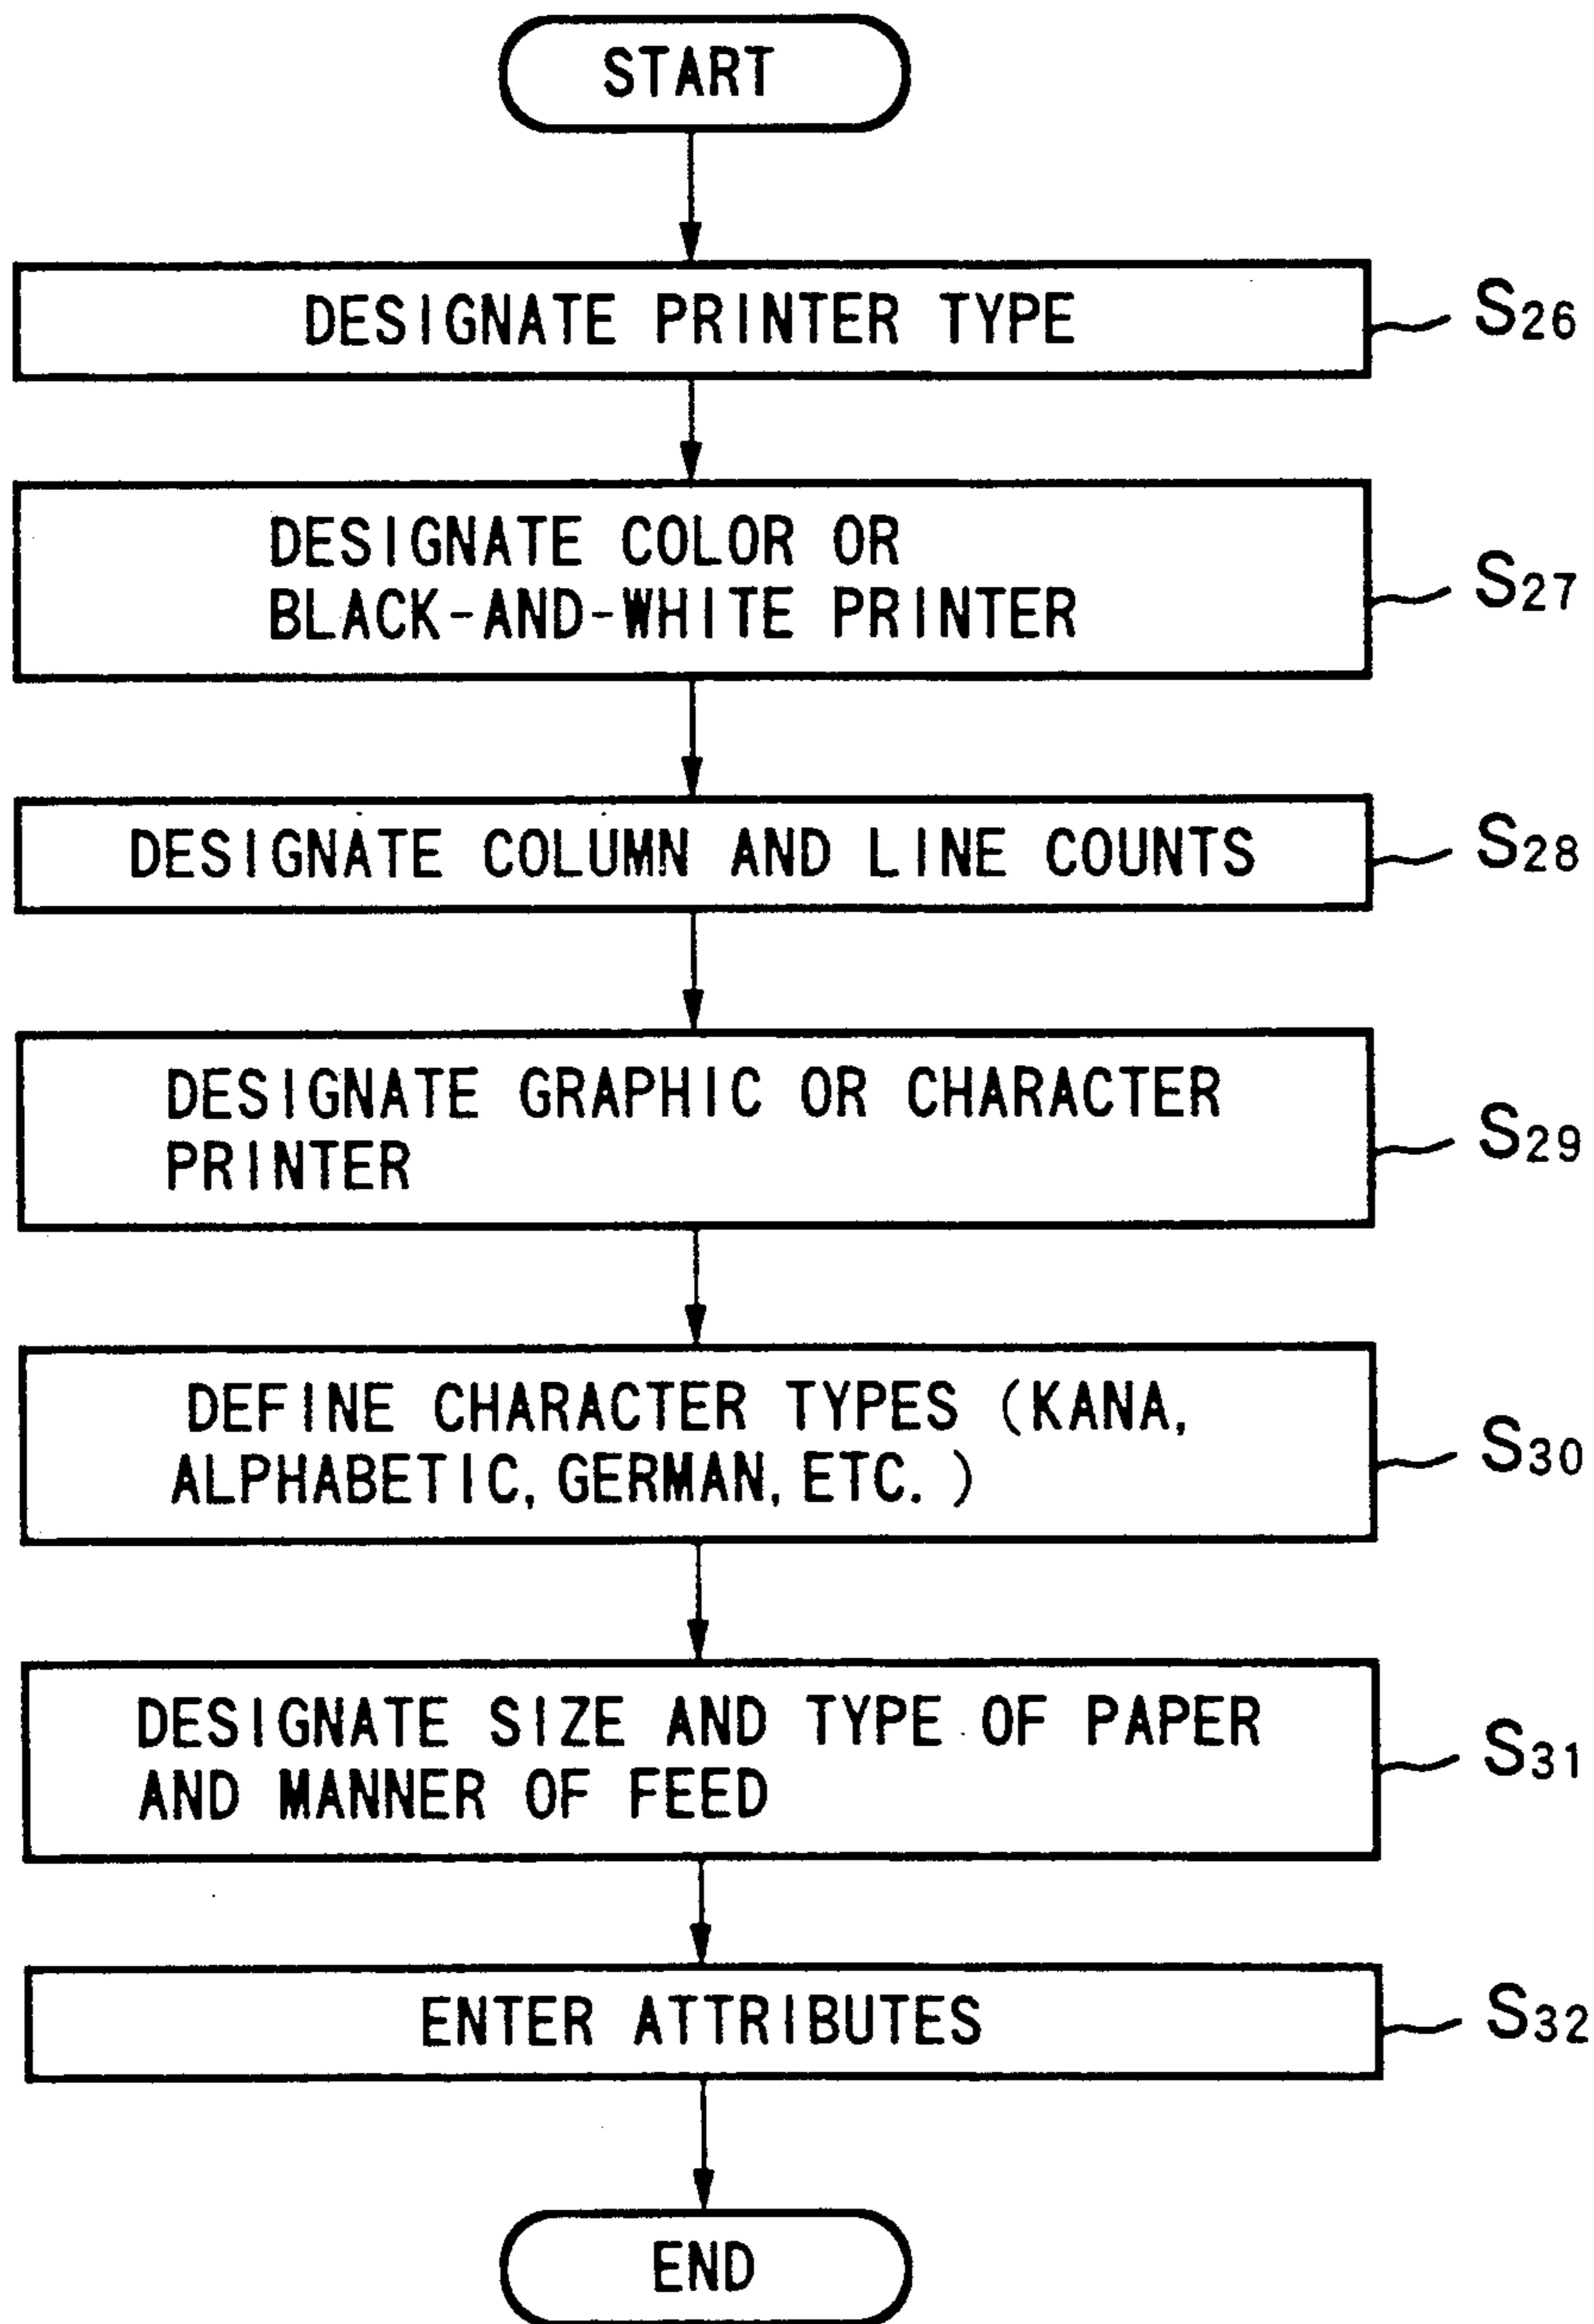 START
DESIGNATE PRINTER TYPE
S26
DESIGNATE COLOR OR
BLACK-AND-WHITE PRINTER
S27
DESIGNATE COLUMN AND LINE COUNTS
S28
DESIGNATE GRAPHIC OR CHARACTER
PRINTER
S29
DEFINE CHARACTER TYPES (KANA,
ALPHABETIC, GERMAN, ETC.)
S30
DESIGNATE SIZE AND TYPE OF PAPER
AND MANNER OF FEED
S31
ENTER ATTRIBUTES
S32
END